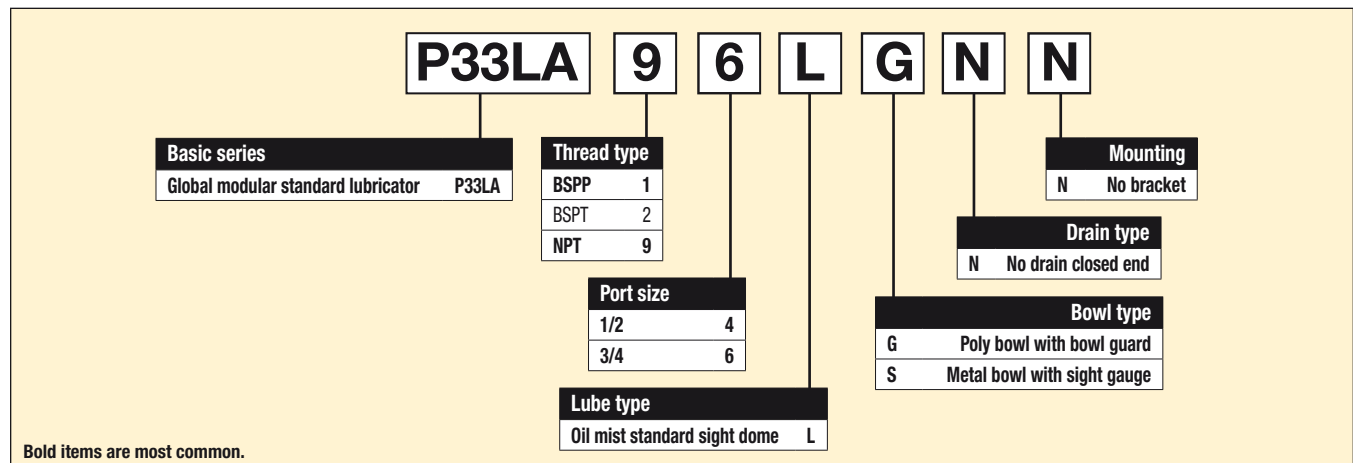 P33LA 9 6 L G N N
Basic series
Global modular standard lubricator P33LA
Thread type
BSPP 1
BSPT 2
NPT 9
Port size
1/2 4
3/4 6
Lube type
Oil mist standard sight dome L
Mounting
N No bracket
Drain type
N No drain closed end
Bowl type
G Poly bowl with bowl guard
S Metal bowl with sight gauge
Bold items are most common.